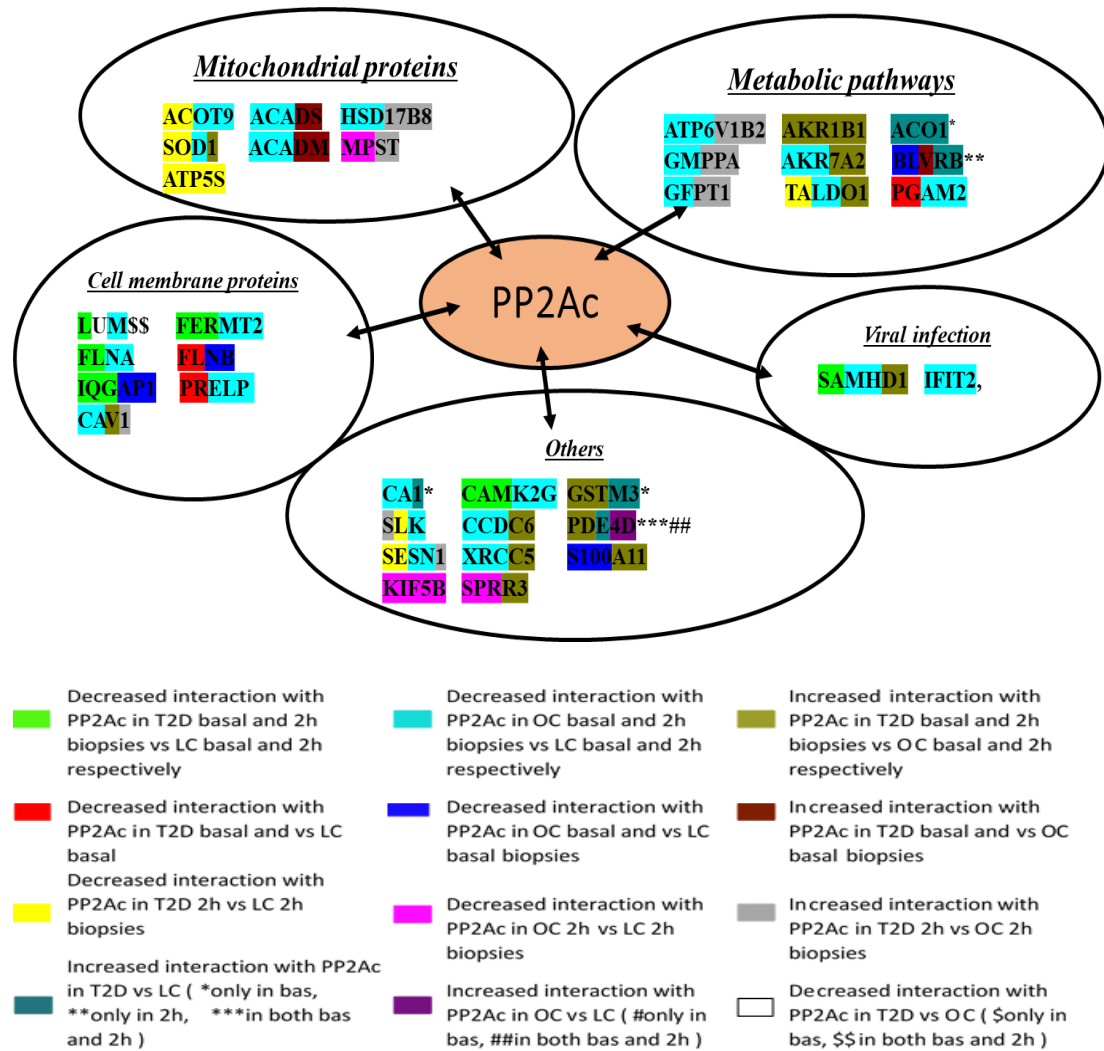 Mitochondrial proteins
ACOT9 ACADS HSD17B8
SOD1 ACADM MPST
ATP5S
Metabolic pathways
ATP6V1B2 AKR1B1 ACO1*
GMPPA AKR7A2 BLVRB**
GFPT1 TALDO1 PGAM2
PP2Ac
Cell membrane proteins
LUM$$ FERMT2
FLNA FLNB
IQGAP1 PRELP
CAV1
Viral infection
SAMHD1 IFIT2,
Others
CA1* CAMK2G GSTM3*
SLK CCDC6 PDE4D***##
SESN1 XRCC5 S100A11
KIF5B SPRR3
Decreased interaction with
PP2Ac in T2D basal and 2h
biopsies vs LC basal and 2h
respectively
Decreased interaction with
PP2Ac in OC basal and 2h
biopsies vs LC basal and 2h
respectively
Increased interaction with
PP2Ac in T2D basal and 2h
biopsies vs OC basal and 2h
respectively
Decreased interaction with
PP2Ac in T2D basal and vs LC
basal
Decreased interaction with
PP2Ac in OC basal and vs LC
basal biopsies
Increased interaction with
PP2Ac in T2D basal and vs OC
basal biopsies
Decreased interaction with
PP2Ac in T2D 2h vs LC 2h
biopsies
Decreased interaction with
PP2Ac in OC 2h vs LC 2h
biopsies
Increased interaction with
PP2Ac in T2D 2h vs OC 2h
biopsies
Increased interaction with PP2Ac
in T2D vs LC ( *only in bas,
**only in 2h, ***in both bas
and 2h )
Increased interaction with
PP2Ac in OC vs LC ( #only in
bas, ##in both bas and 2h )
Decreased interaction with
PP2Ac in T2D vs OC ( $only in
bas, $$in both bas and 2h )